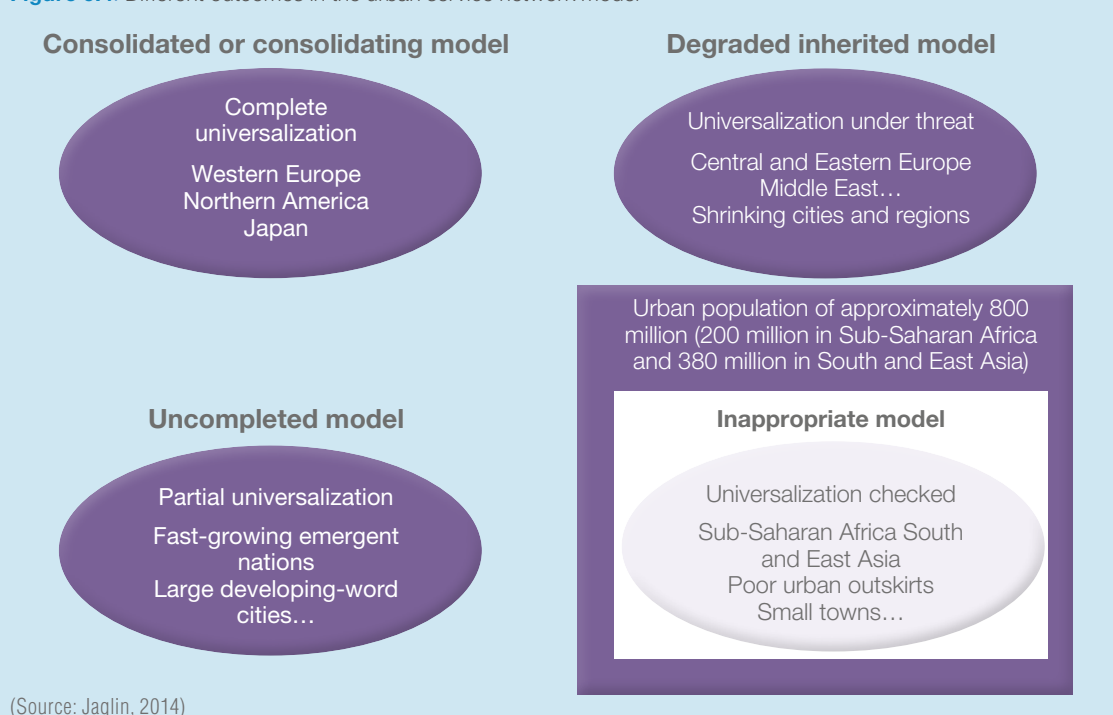 Consolidated or consolidating model
Complete
universalization
Western Europe
Northern America
Japan
Degraded inherited model
Universalization under threat
Central and Eastern Europe
Middle East…
Shrinking cities and regions
Urban population of approximately 800
million (200 million in Sub-Saharan Africa
and 380 million in South and East Asia)
Uncompleted model
Partial universalization
Fast-growing emergent
nations
Large developing-word
cities…
Inappropriate model
Universalization checked
Sub-Saharan Africa South
and East Asia
Poor urban outskirts
Small towns…
(Source: Jaglin, 2014)